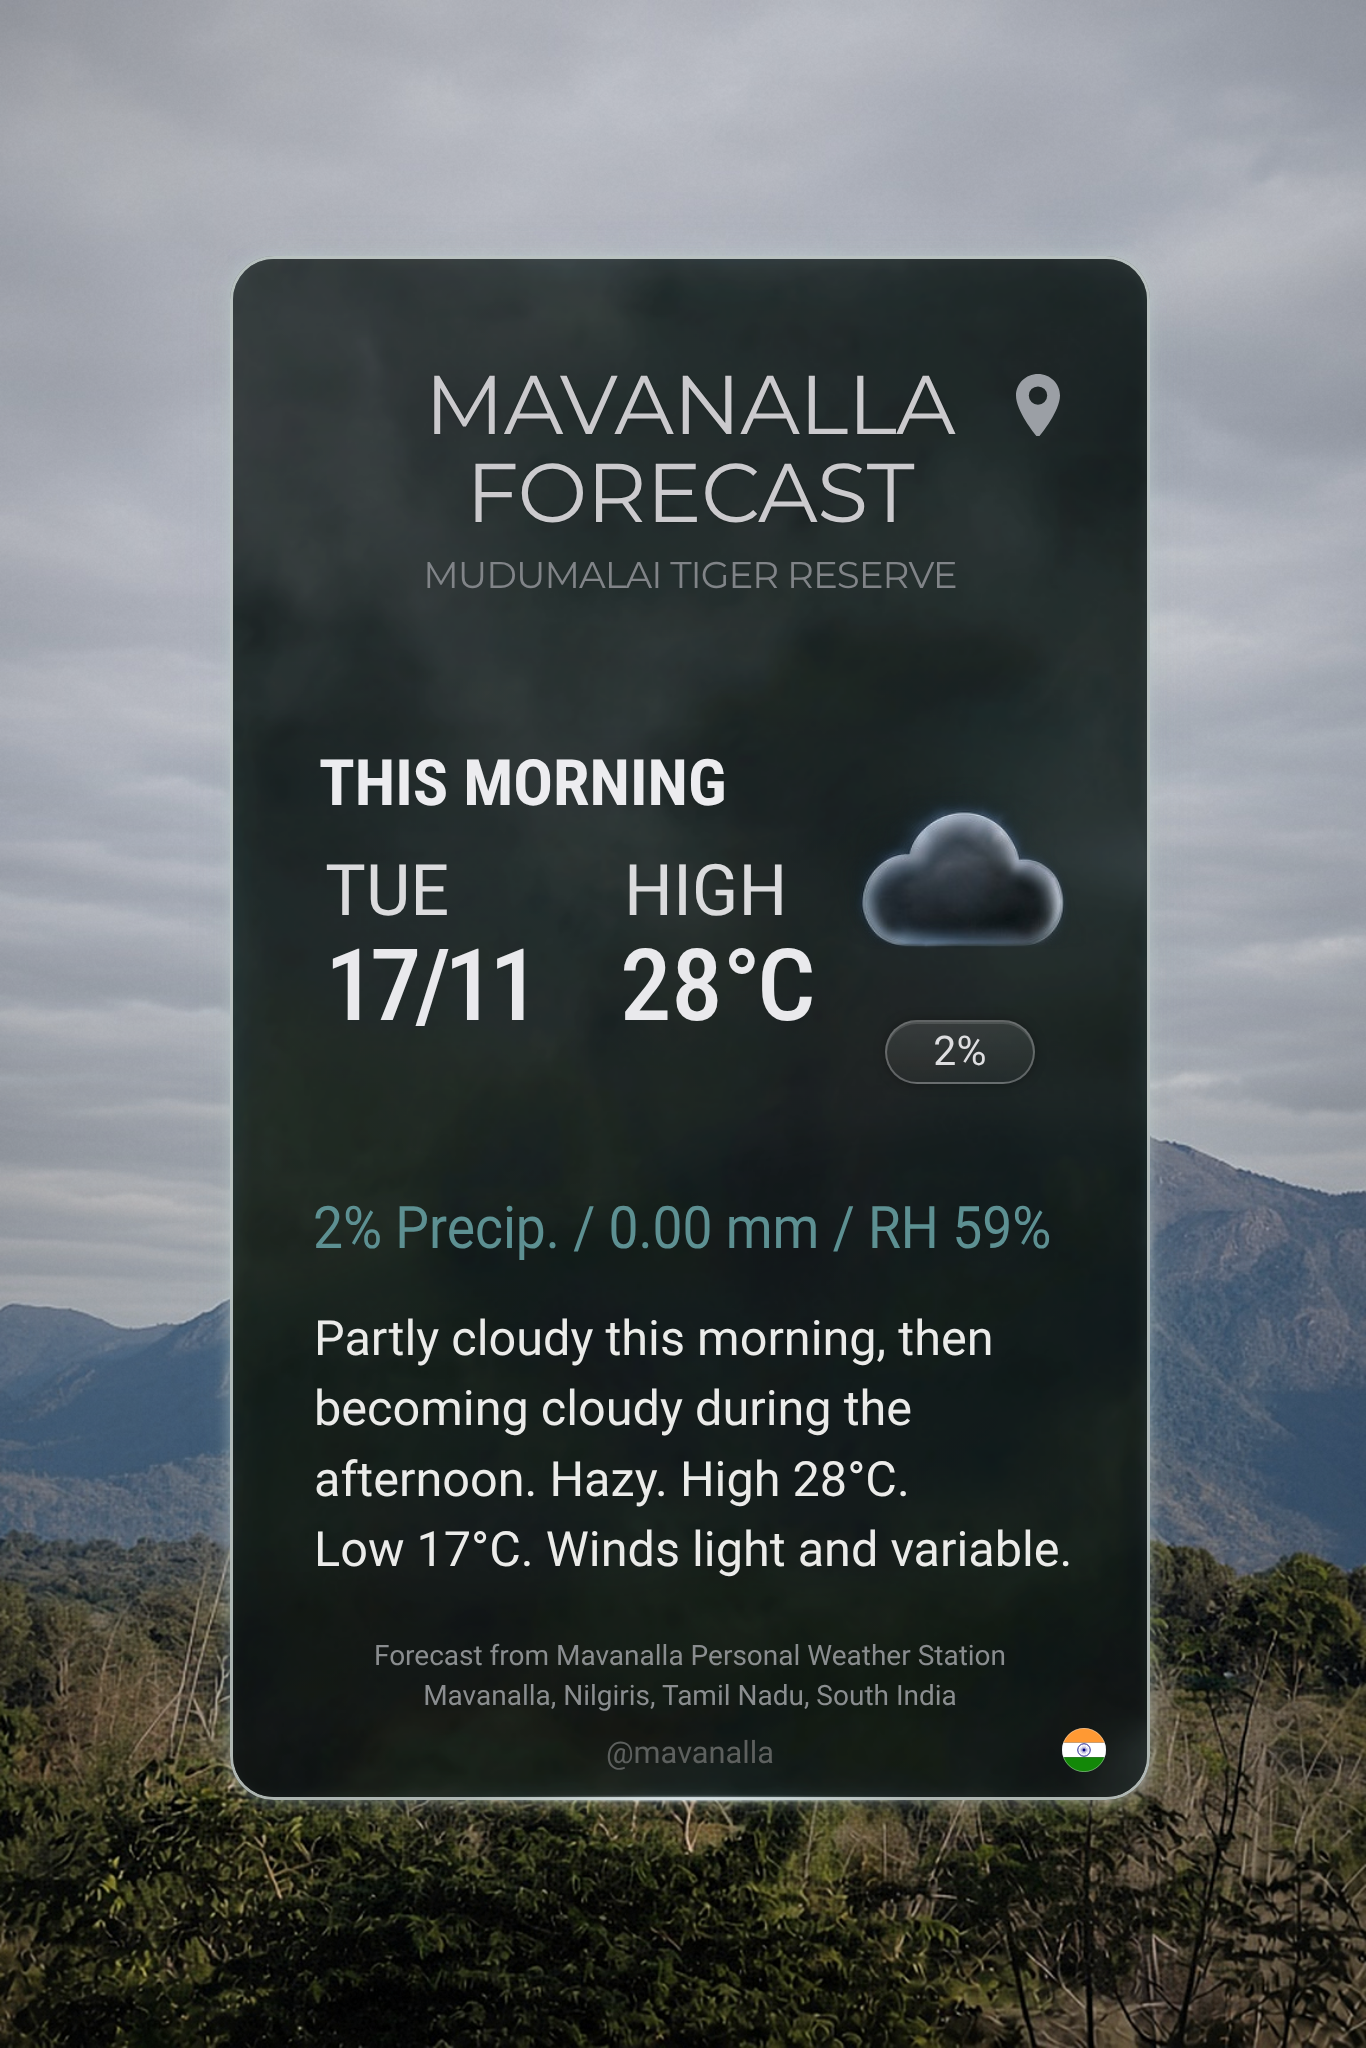 MAVANALLA
FORECAST
MUDUMALAI TIGER RESERVE
THIS MORNING
TUE
17/11
HIGH
28°C
2%
2% Precip. / 0.00 mm / RH 59%
Partly cloudy this morning, then
becoming cloudy during the
afternoon. Hazy. High 28°C.
Low 17°C. Winds light and variable.
Forecast from Mavanalla Personal Weather Station
Mavanalla, Nilgiris, Tamil Nadu, South India
@mavanalla